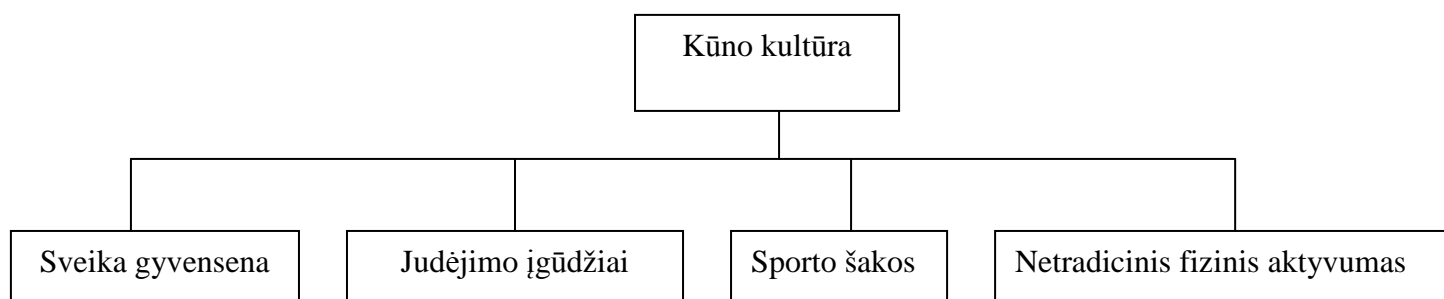 Kūno kultūra
Sveika gyvensena
Judėjimo įgūdžiai
Sporto šakos
Netradicinis fizinis aktyvumas